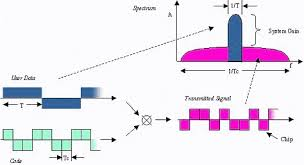 Spectrum
1/T
h
System Gain
f
1/Tc
User Data
T
Transmitted Signal
Chip
Tc
Code